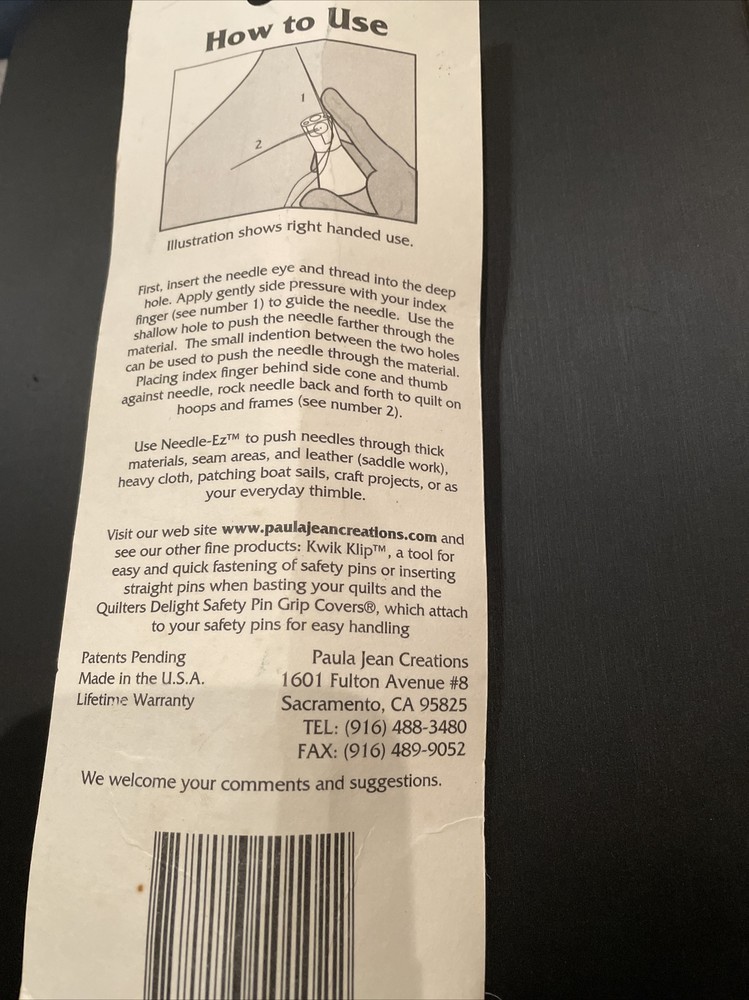 How to Use
1
2
Illustration shows right handed use.
First, insert the needle eye and thread into the deep
hole. Apply gently side pressure with your index
finger (see number 1) to guide the needle. Use the
shallow hole to push the needle farther through the
material. The small indention between the two holes
can be used to push the needle through the material.
Placing index finger behind side cone and thumb
against needle, rock needle back and forth to quilt on
hoops and frames (see number 2).
Use Needle-Ez™ to push needles through thick
materials, seam areas, and leather (saddle work),
heavy cloth, patching boat sails, craft projects, or as
your everyday thimble.
Visit our web site www.paulajeancreations.com and
see our other fine products: Kwik Klip™, a tool for
easy and quick fastening of safety pins or inserting
straight pins when basting your quilts and the
Quilters Delight Safety Pin Grip Covers®, which attach
to your safety pins for easy handling
Patents Pending
Made in the U.S.A.
Lifetime Warranty
Paula Jean Creations
1601 Fulton Avenue #8
Sacramento, CA 95825
TEL: (916) 488-3480
FAX: (916) 489-9052
We welcome your comments and suggestions.